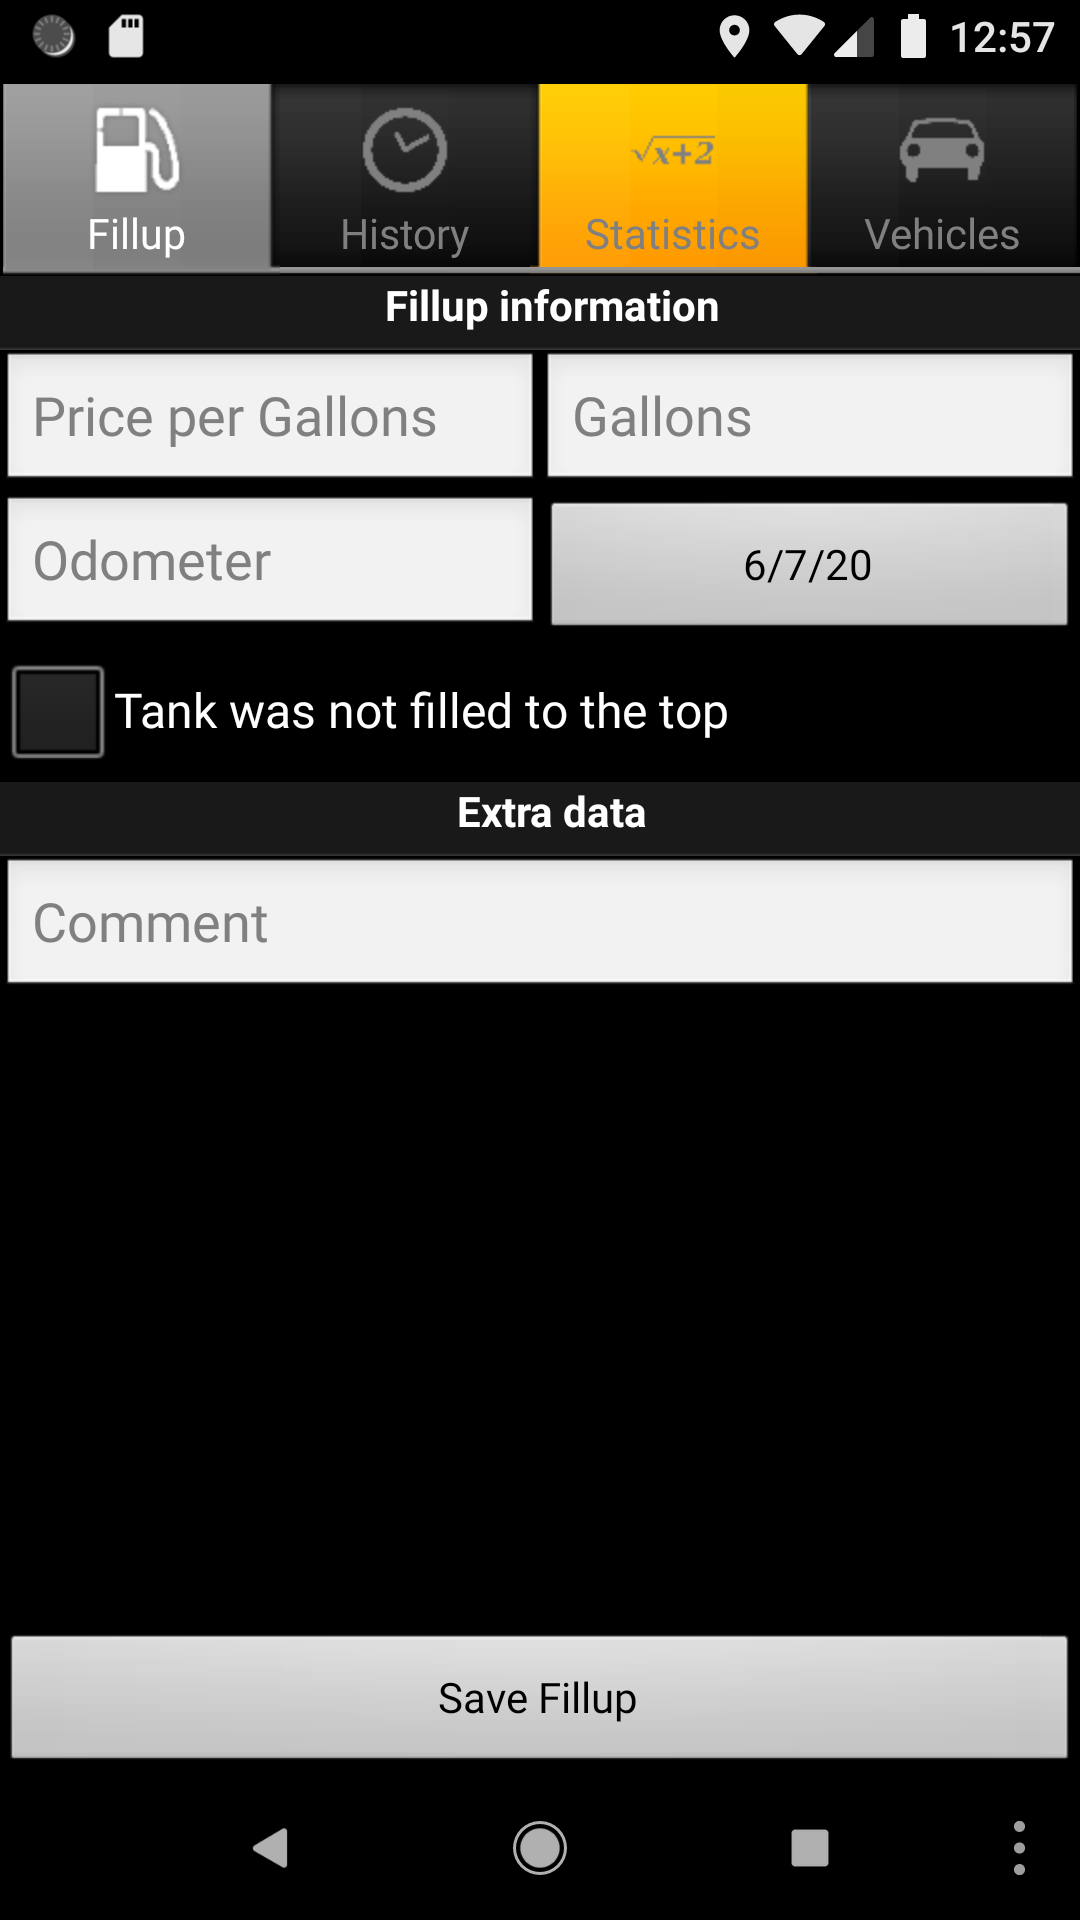 12:57
Fillup
History
√x+2
Statistics
Vehicles
Fillup information
Price per Gallons
Gallons
Odometer
6/7/20
Tank was not filled to the top
Extra data
Comment
Save Fillup